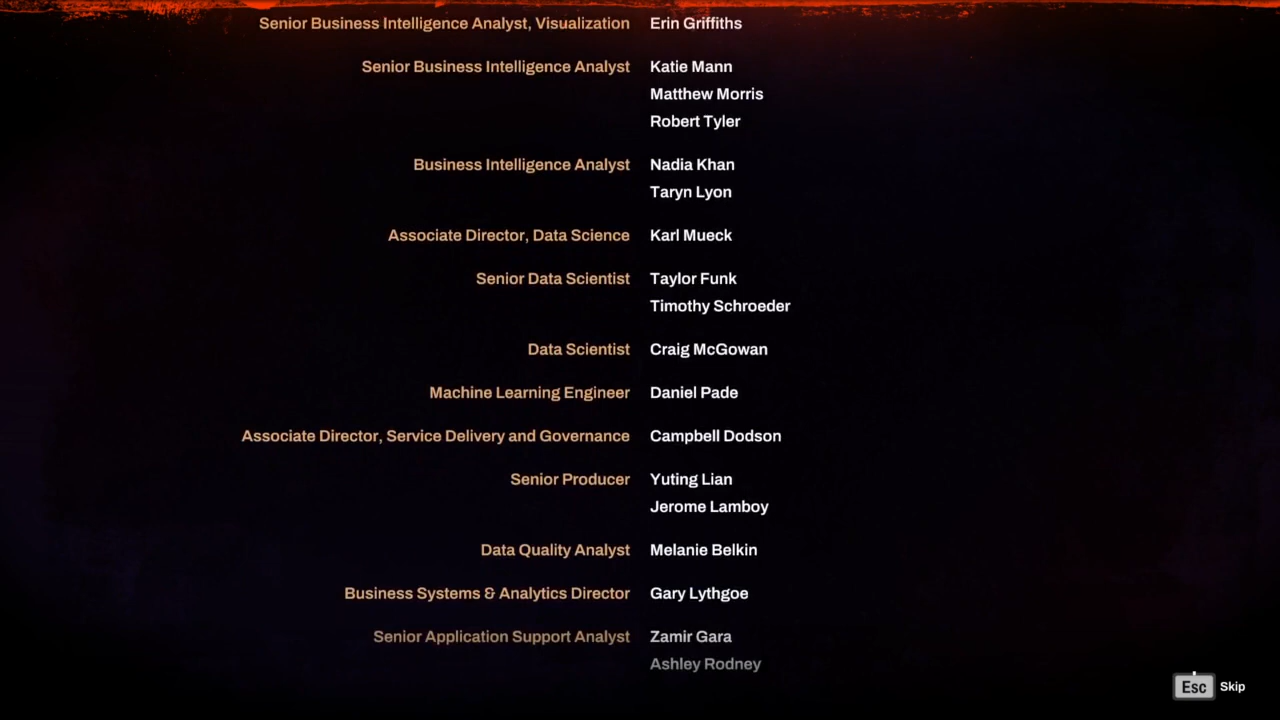 Senior Business Intelligence Analyst, Visualization Erin Griffiths
Senior Business Intelligence Analyst Katie Mann
Matthew Morris
Robert Tyler
Business Intelligence Analyst Nadia Khan
Taryn Lyon
Associate Director, Data Science Karl Mueck
Senior Data Scientist Taylor Funk
Timothy Schroeder
Data Scientist Craig McGowan
Machine Learning Engineer Daniel Pade
Associate Director, Service Delivery and Governance Campbell Dodson
Senior Producer Yuting Lian
Jerome Lamboy
Data Quality Analyst Melanie Belkin
Business Systems & Analytics Director Gary Lythgoe
Senior Application Support Analyst Zamir Gara
Ashley Rodney
Esc Skip